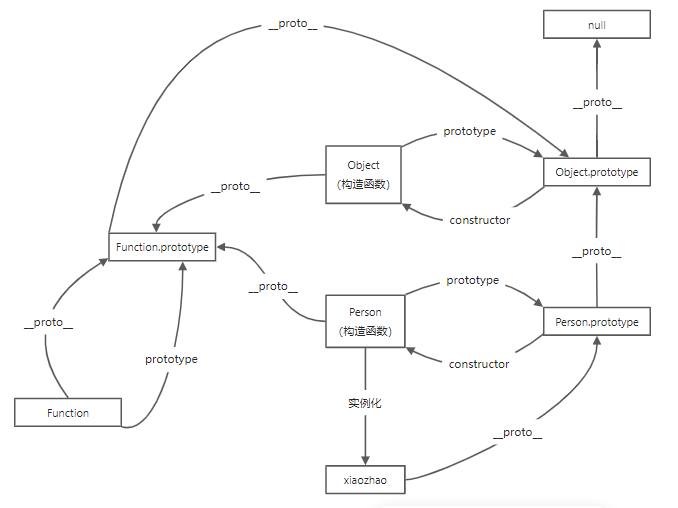 __proto__
null
__proto__
prototype
Object
(构造函数)
Object.prototype
__proto__
constructor
Function.prototype
__proto__
__proto__
prototype
Person
(构造函数)
Person.prototype
__proto__
prototype
constructor
实例化
Function
__proto__
xiaozhao